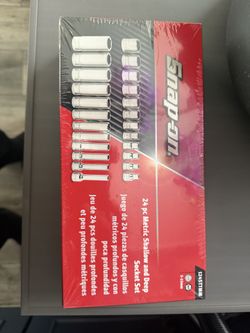 Snap-on
24 pc Metric Shallow and Deep
Socket Set
Juego de 24 piezas de casquillos
métricos profundos y con
poca profundidad
Jeu de 24 pcs douilles profondes
et peu profondes métriques